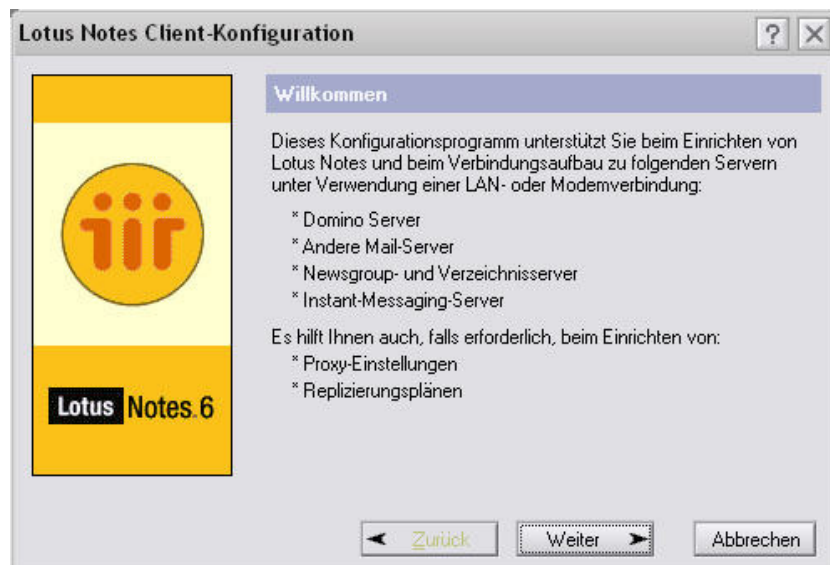 Lotus Notes Client-Konfiguration
Willkommen
Dieses Konfigurationsprogramm unterstützt Sie beim Einrichten von
Lotus Notes und beim Verbindungsaufbau zu folgenden Servern
unter Verwendung einer LAN- oder Modemverbindung:
* Domino Server
* Andere Mail-Server
* Newsgroup- und Verzeichnisserver
* Instant-Messaging-Server
Es hilft Ihnen auch, falls erforderlich, beim Einrichten von:
* Proxy-Einstellungen
* Replizierungsplänen
Lotus Notes 6
Zurück
Weiter
Abbrechen